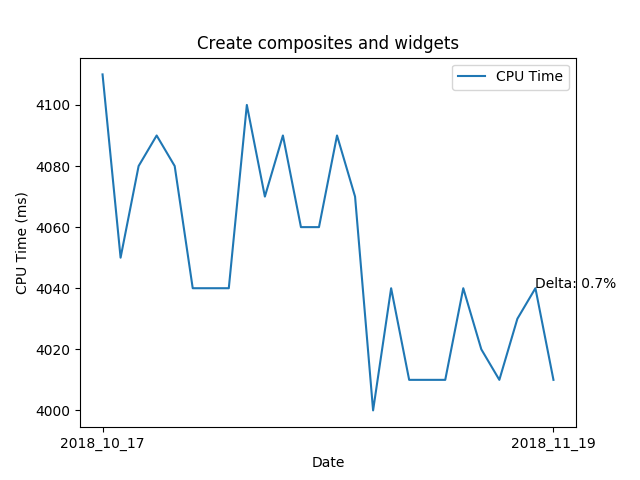 Create composites and widgets
CPU Time
4100
4080
4060
4040
4020
4000
CPU Time (ms)
Delta: 0.7%
2018_10_17
2018_11_19
Date